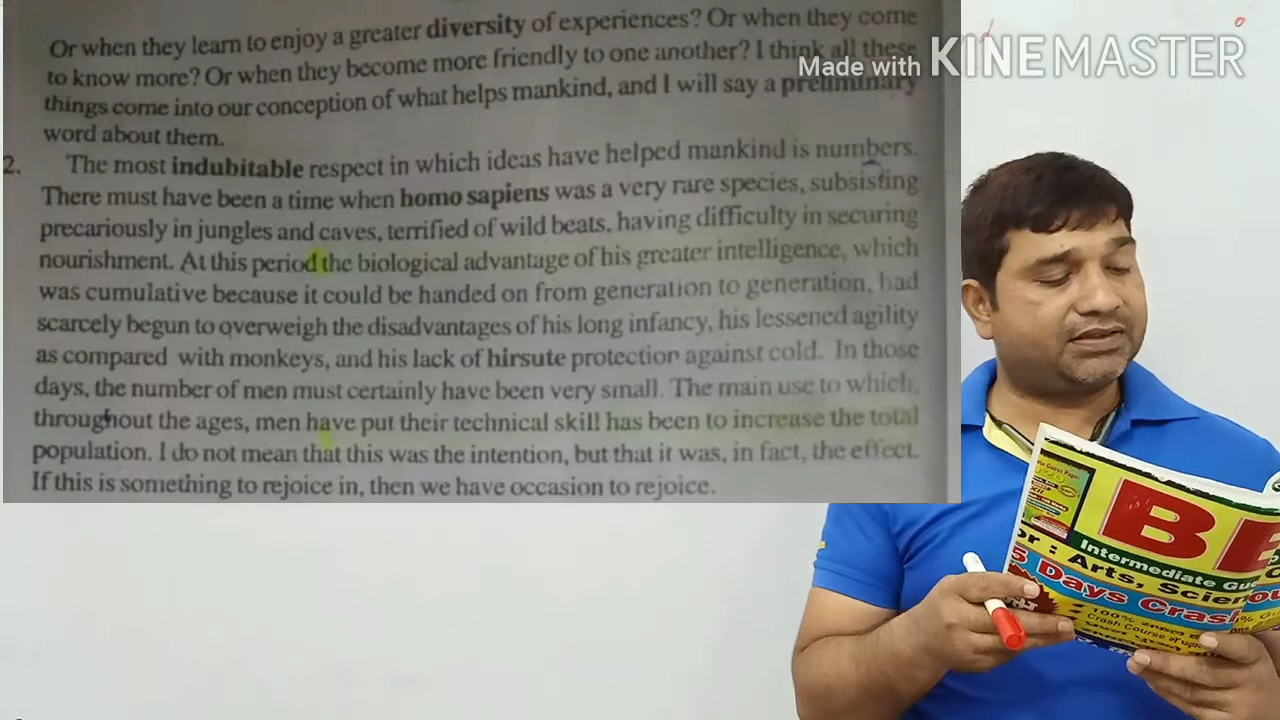 Or when they learn to enjoy a greater diversity of experiences? Or when they come
to know more? Or when they become more friendly to one another? I think all these
things come into our conception of what helps mankind, and I will say a preliminary
word about them.
2. The most indubitable respect in which ideas have helped mankind is numbers.
There must have been a time when homo sapiens was a very rare species, subsisting
precariously in jungles and caves, terrified of wild beats, having difficulty in securing
nourishment. At this period the biological advantage of his greater intelligence, which
was cumulative because it could be handed on from generation to generation, had
scarcely begun to overweigh the disadvantages of his long infancy, his lessened agility
as compared with monkeys, and his lack of hirsute protection against cold. In those
days, the number of men must certainly have been very small. The main use to which,
throughout the ages, men have put their technical skill has been to increase the total
population. I do not mean that this was the intention, but that it was, in fact, the effect.
If this is something to rejoice in, then we have occasion to rejoice.
Made with KINEMASTER
BE
Intermediate Gue
or : Arts, Scien
5 Days Crash
100%
Crash Course